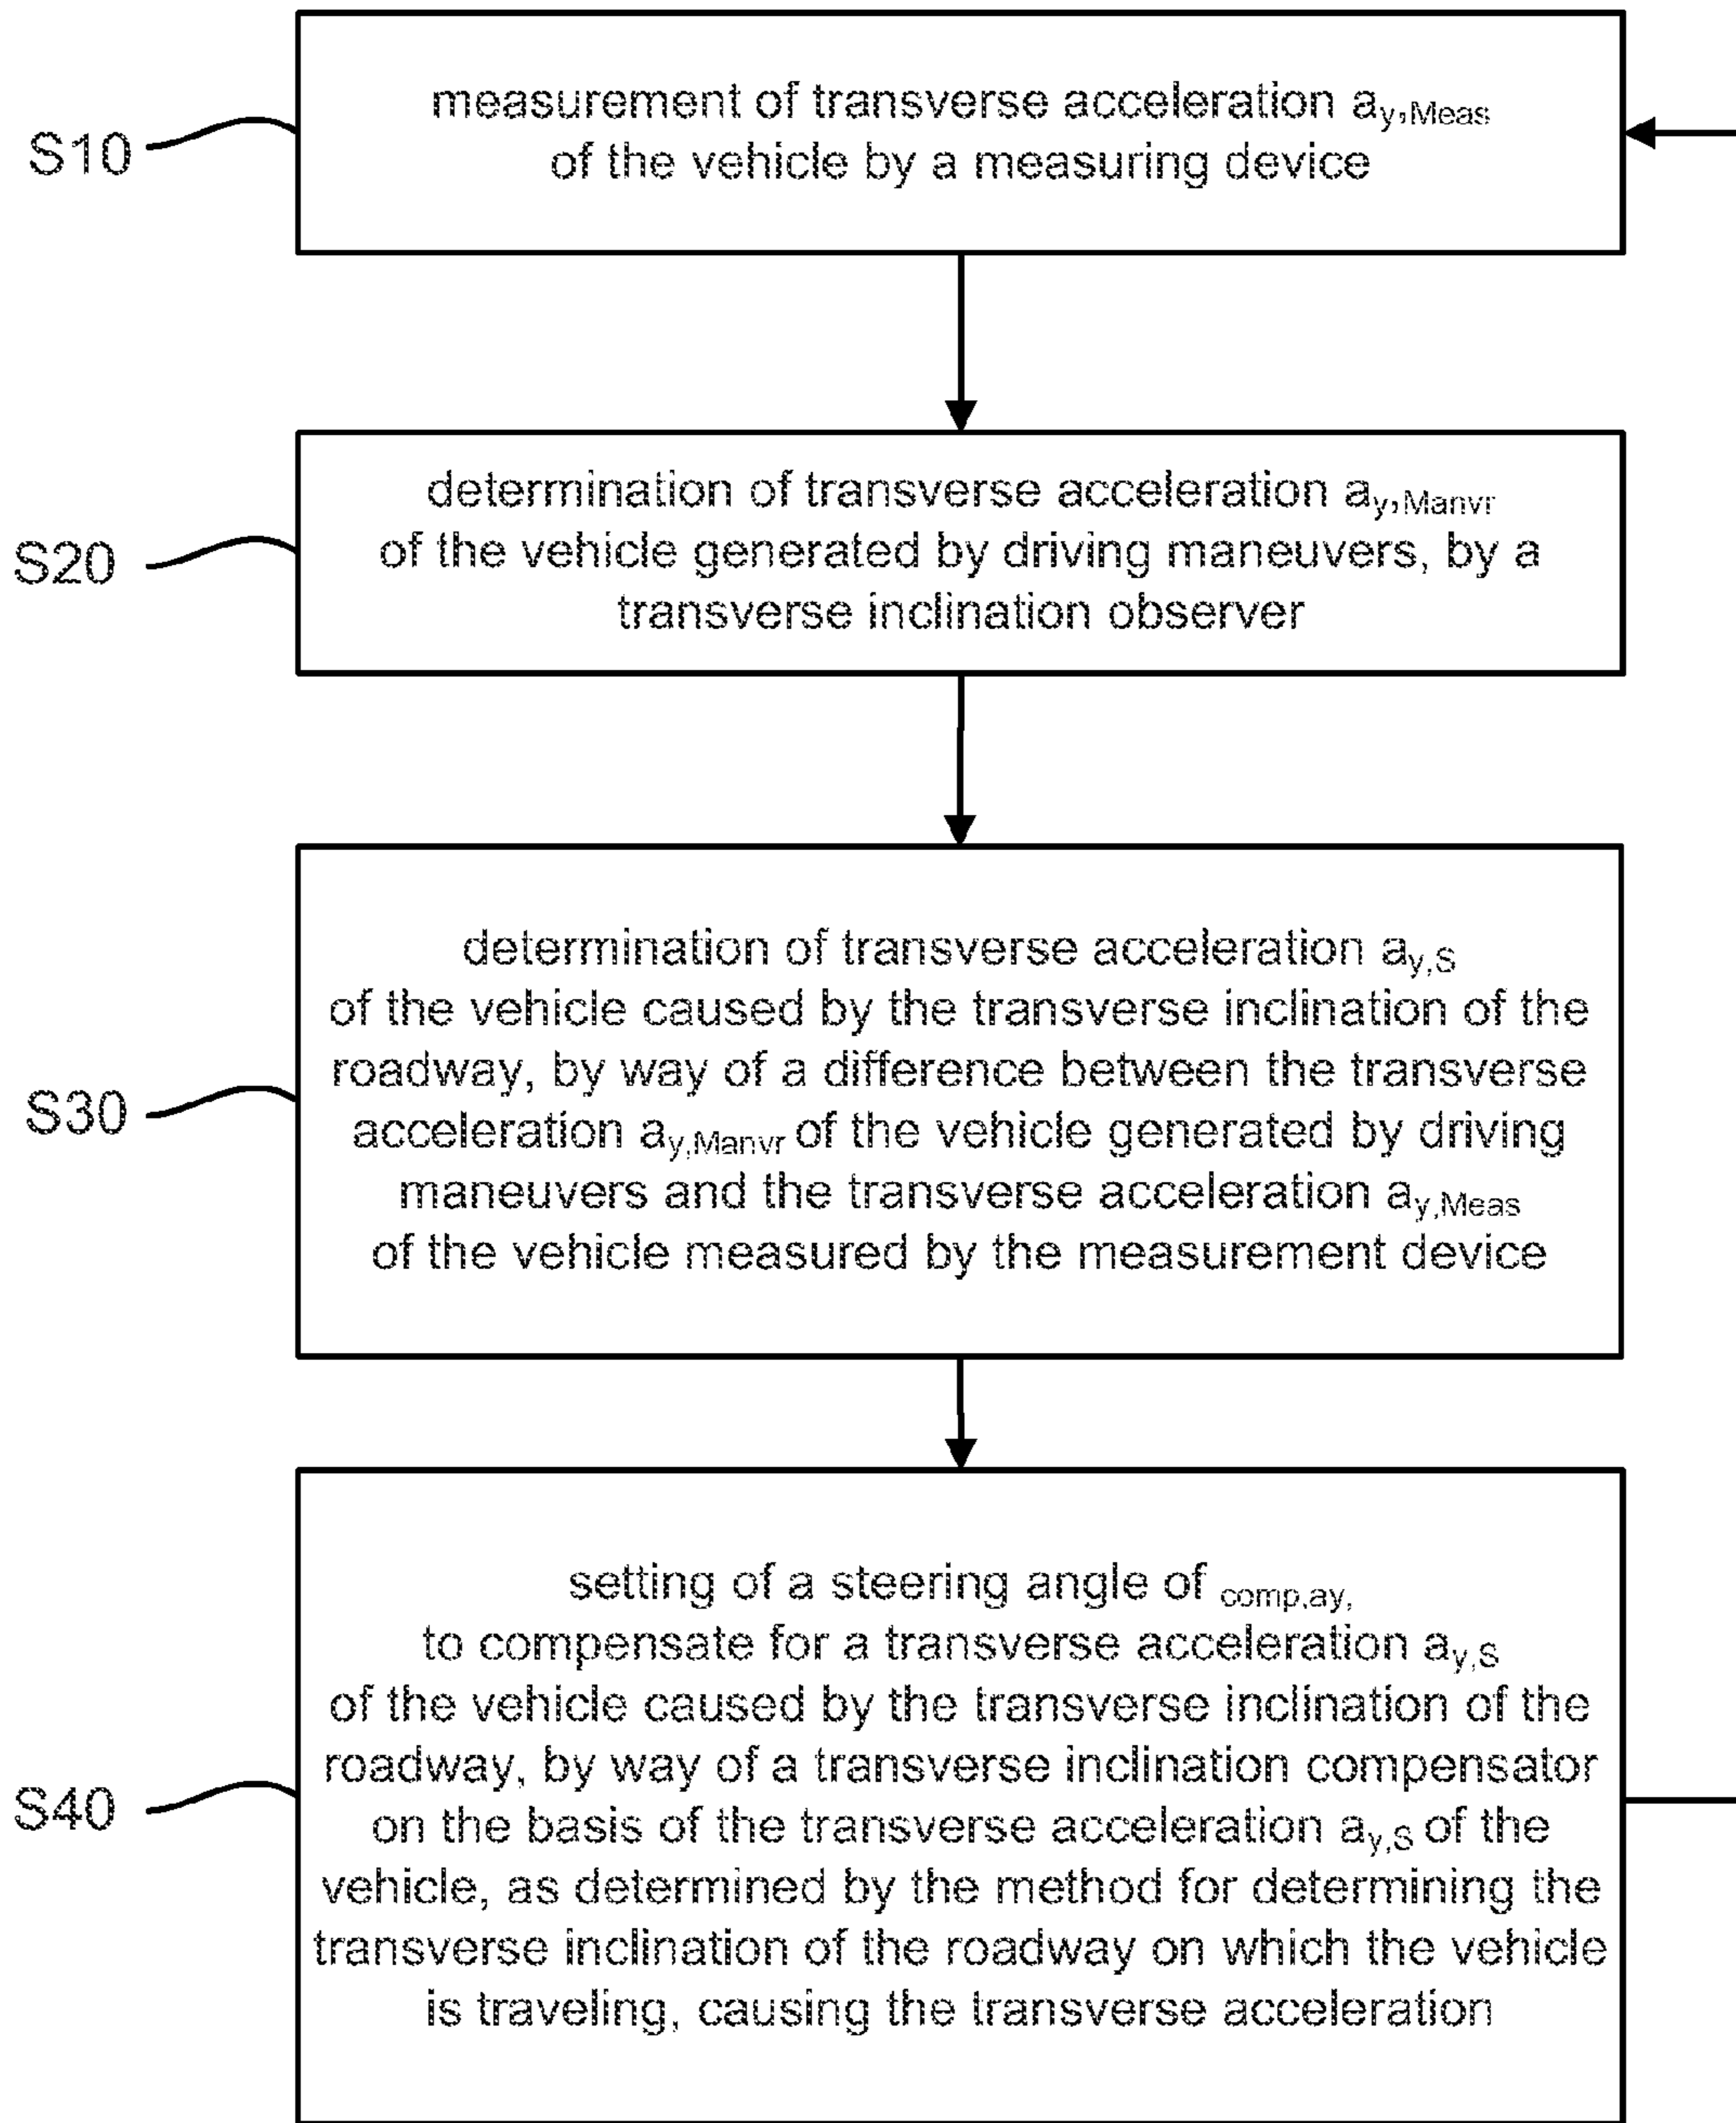 S10
measurement of transverse acceleration a_y,Meas
of the vehicle by a measuring device
S20
determination of transverse acceleration a_y,Manvr
of the vehicle generated by driving maneuvers, by a
transverse inclination observer
S30
determination of transverse acceleration a_y,S
of the vehicle caused by the transverse inclination of the
roadway, by way of a difference between the transverse
acceleration a_y,Manvr of the vehicle generated by driving
maneuvers and the transverse acceleration a_y,Meas
of the vehicle measured by the measurement device
S40
setting of a steering angle of comp,ay,
to compensate for a transverse acceleration a_y,S
of the vehicle caused by the transverse inclination of the
roadway, by way of a transverse inclination compensator
on the basis of the transverse acceleration a_y,S of the
vehicle, as determined by the method for determining the
transverse inclination of the roadway on which the vehicle
is traveling, causing the transverse acceleration